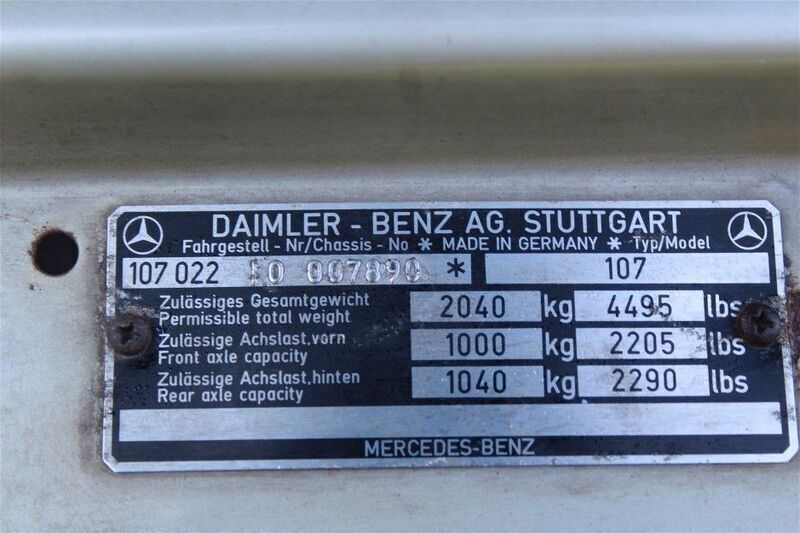 DAIMLER - BENZ AG. STUTTGART
Fahrgestell - Nr/Chassis - No * MADE IN GERMANY * Typ/Model
107 022 10 007890 * 107
Zulässiges Gesamtgewicht
Permissible total weight 2040 kg 4495 lbs
Zulässige Achslast,vorn
Front axle capacity 1000 kg 2205 lbs
Zulässige Achslast,hinten
Rear axle capacity 1040 kg 2290 lbs
MERCEDES-BENZ